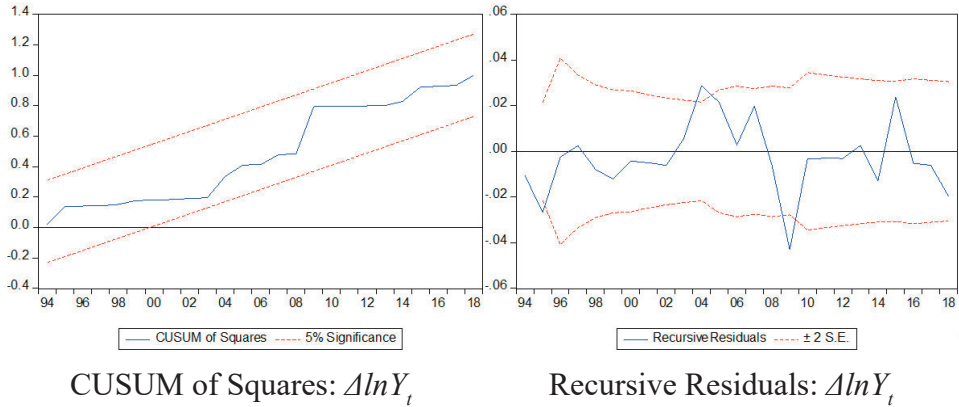 1.4
1.2
1.0
0.8
0.6
0.4
0.2
0.0
-0.2
-0.4
94 96 98 00 02 04 06 08 10 12 14 16 18
CUSUM of Squares 5% Significance
CUSUM of Squares: ΔlnYt
.06
.04
.02
.00
-.02
-.04
-.06
94 96 98 00 02 04 06 08 10 12 14 16 18
Recursive Residuals ± 2 S.E.
Recursive Residuals: ΔlnYt